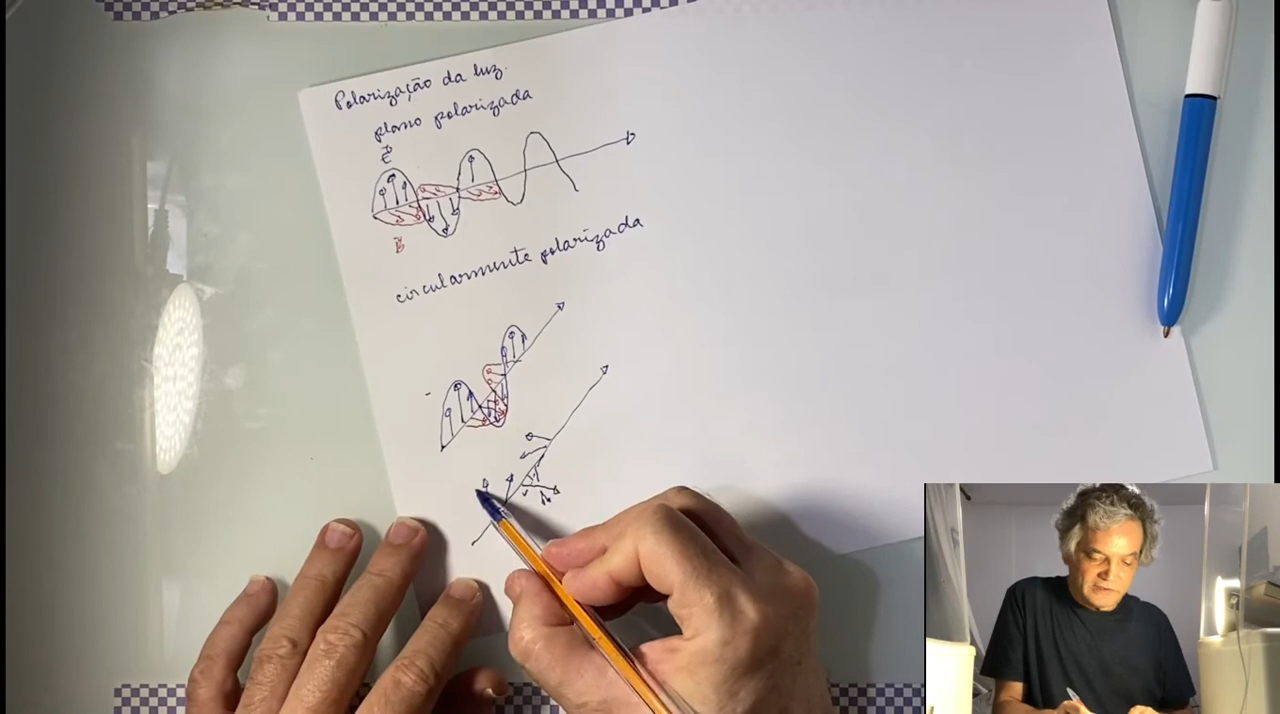 Polarização da luz.
plano polarizada
E
B
circularmente polarizada